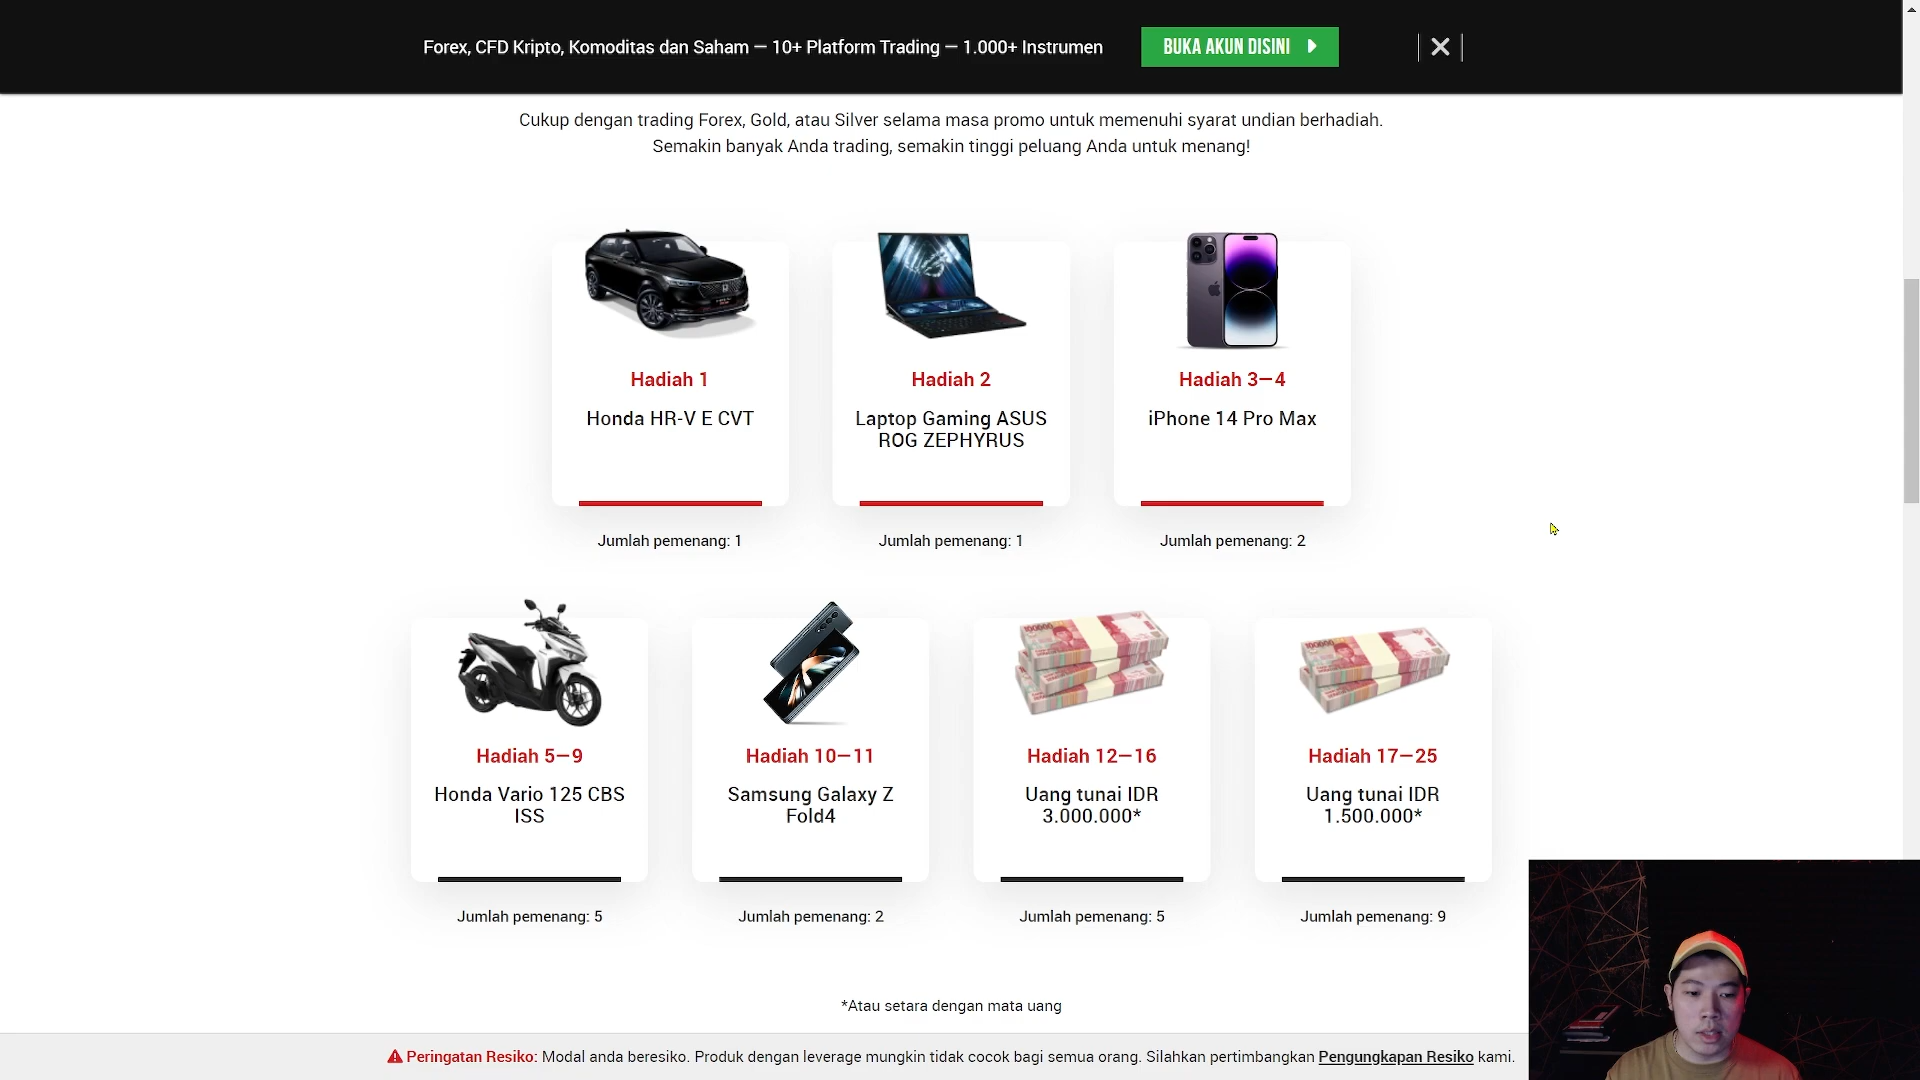 Forex, CFD Kripto, Komoditas dan Saham — 10+ Platform Trading — 1.000+ Instrumen
BUKA AKUN DISINI
Cukup dengan trading Forex, Gold, atau Silver selama masa promo untuk memenuhi syarat undian berhadiah.
Semakin banyak Anda trading, semakin tinggi peluang Anda untuk menang!
Hadiah 1
Honda HR-V E CVT
Jumlah pemenang: 1
Hadiah 2
Laptop Gaming ASUS
ROG ZEPHYRUS
Jumlah pemenang: 1
Hadiah 3—4
iPhone 14 Pro Max
Jumlah pemenang: 2
Hadiah 5—9
Honda Vario 125 CBS
ISS
Jumlah pemenang: 5
Hadiah 10—11
Samsung Galaxy Z
Fold4
Jumlah pemenang: 2
100000
Hadiah 12—16
Uang tunai IDR
3.000.000*
Jumlah pemenang: 5
100000
Hadiah 17—25
Uang tunai IDR
1.500.000*
Jumlah pemenang: 9
*Atau setara dengan mata uang
Peringatan Resiko: Modal anda beresiko. Produk dengan leverage mungkin tidak cocok bagi semua orang. Silahkan pertimbangkan Pengungkapan Resiko kami.